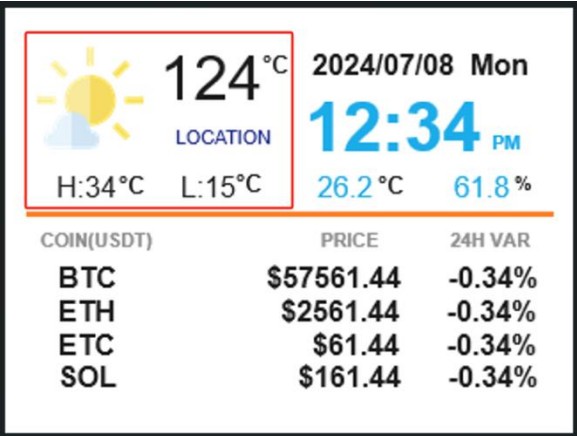 124°C
LOCATION
H:34°C L:15°C
2024/07/08 Mon
12:34 PM
26.2 °C 61.8 %
COIN(USDT) PRICE 24H VAR
BTC $57561.44 -0.34%
ETH $2561.44 -0.34%
ETC $61.44 -0.34%
SOL $161.44 -0.34%